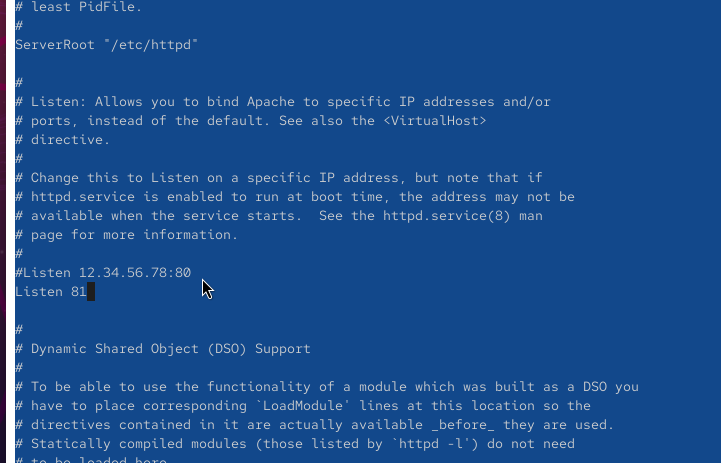 # least PidFile.
#
ServerRoot "/etc/httpd"
#
# Listen: Allows you to bind Apache to specific IP addresses and/or
# ports, instead of the default. See also the <VirtualHost>
# directive.
#
# Change this to Listen on a specific IP address, but note that if
# httpd.service is enabled to run at boot time, the address may not be
# available when the service starts.  See the httpd.service(8) man
# page for more information.
#
#Listen 12.34.56.78:80
Listen 81
#
# Dynamic Shared Object (DSO) Support
#
# To be able to use the functionality of a module which was built as a DSO you
# have to place corresponding `LoadModule' lines at this location so the
# directives contained in it are actually available _before_ they are used.
# Statically compiled modules (those listed by `httpd -l') do not need
# to be loaded here.